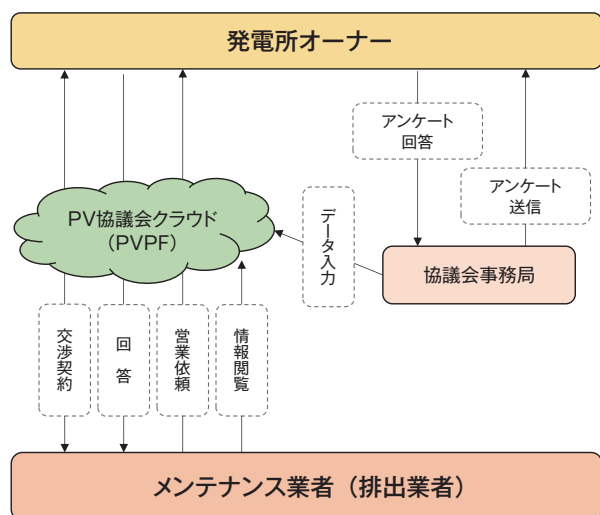 発電所オーナー
アンケート
回答
アンケート
送信
PV協議会クラウド
（PVPF）
データ入力
協議会事務局
交渉契約
回　答
営業依頼
情報閲覧
メンテナンス業者（排出業者）